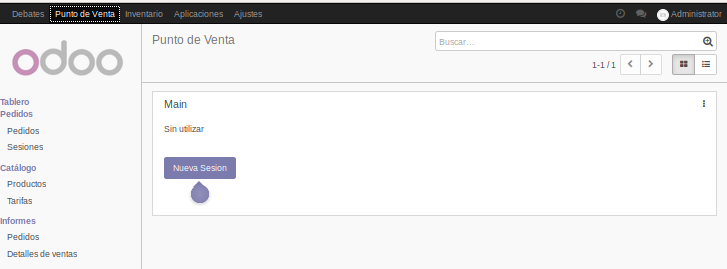 Debates Punto de Venta Inventario Aplicaciones Ajustes Administrator
odoo
Tablero
Pedidos
Pedidos
Sesiones
Catálogo
Productos
Tarifas
Informes
Pedidos
Detalles de ventas
Punto de Venta
Buscar...
1-1 / 1
Main
Sin utilizar
Nueva Sesion